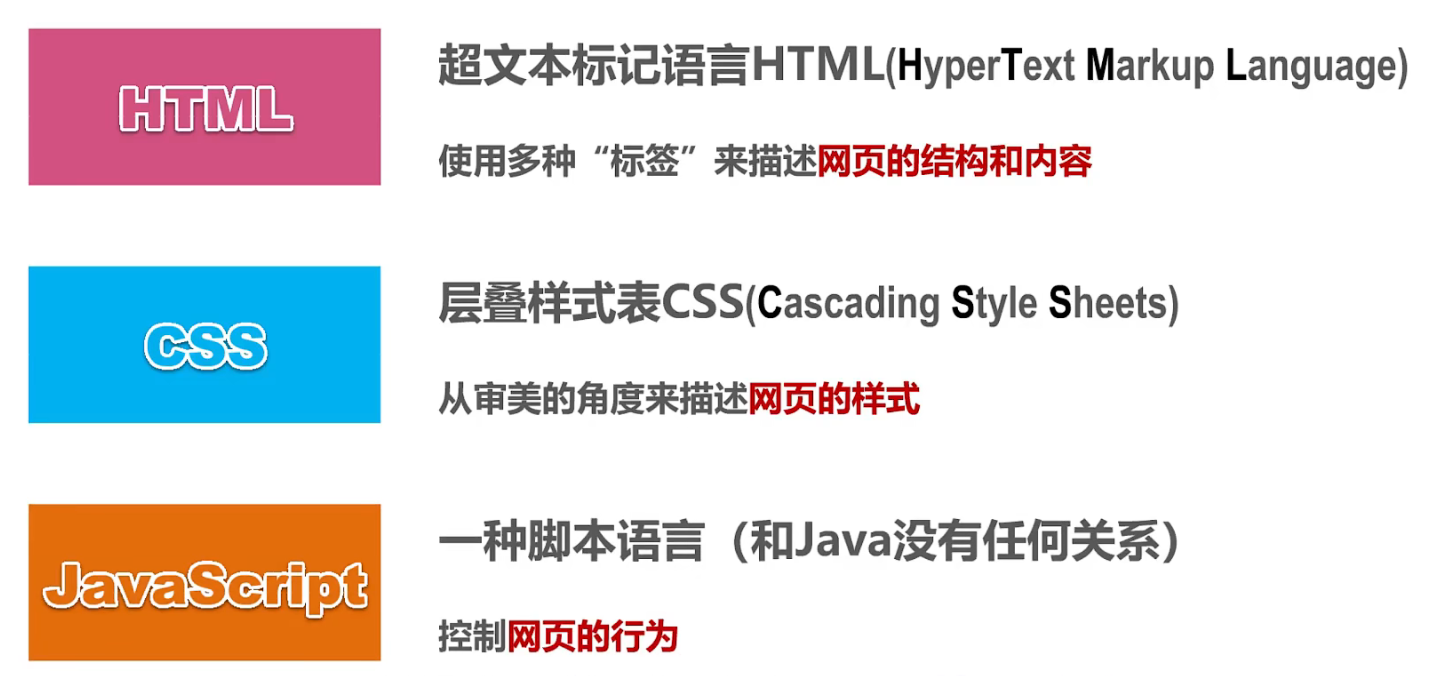 HTML
超文本标记语言HTML(HyperText Markup Language)
使用多种“标签”来描述网页的结构和内容
CSS
层叠样式表CSS(Cascading Style Sheets)
从审美的角度来描述网页的样式
JavaScript
一种脚本语言（和Java没有任何关系）
控制网页的行为